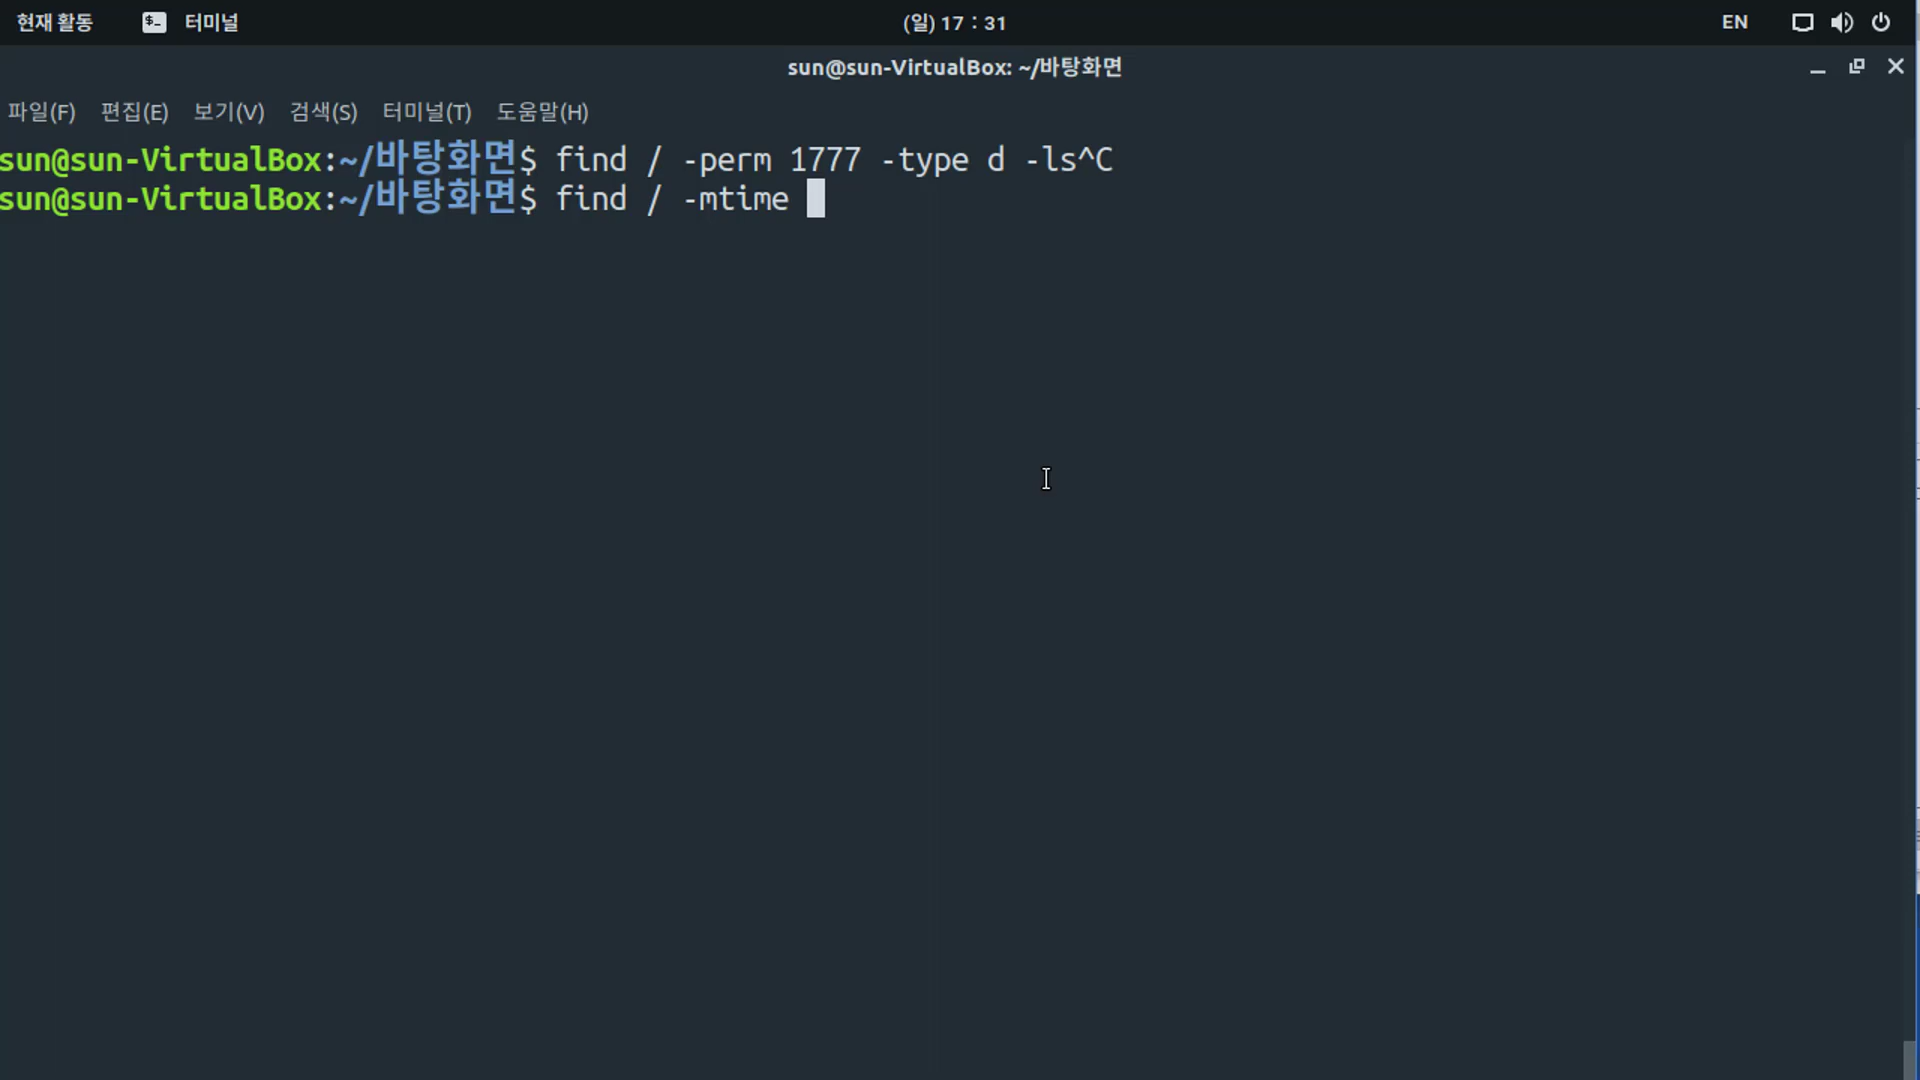 현재 활동 $_ 터미널 (일) 17 : 31 EN
sun@sun-VirtualBox: ~/바탕화면
파일(F) 편집(E) 보기(V) 검색(S) 터미널(T) 도움말(H)
sun@sun-VirtualBox:~/바탕화면$ find / -perm 1777 -type d -ls^C
sun@sun-VirtualBox:~/바탕화면$ find / -mtime